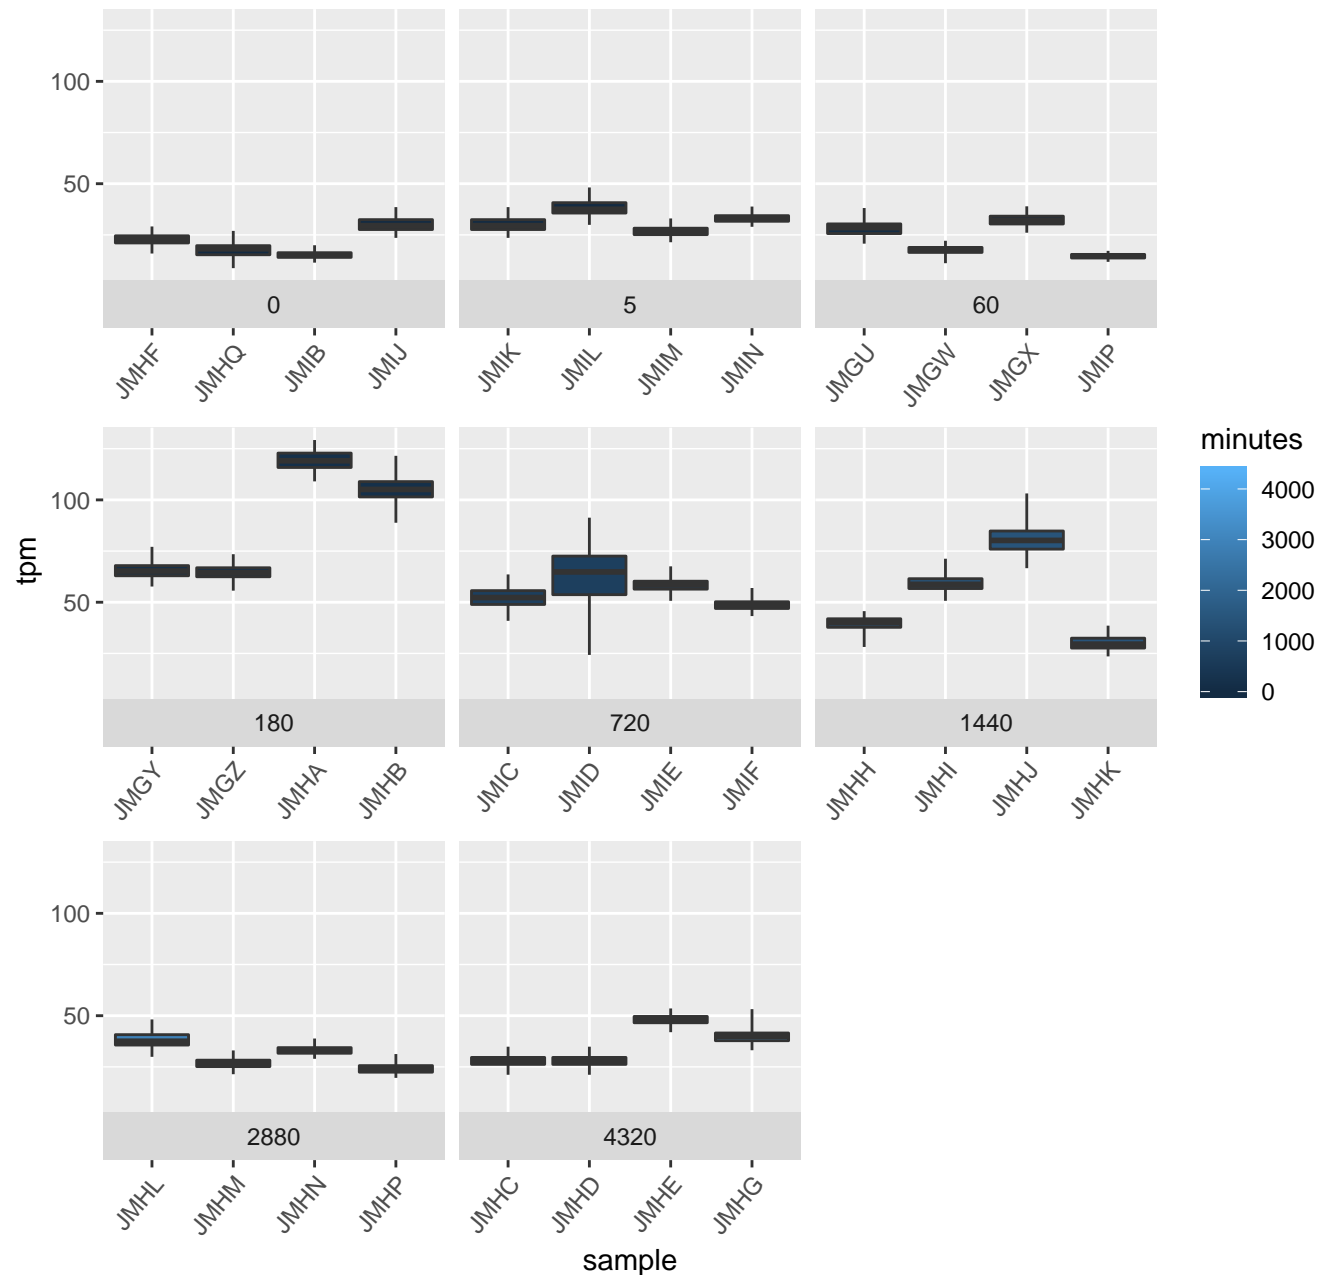 100
50
0
5
60
JMHF
JMHQ
JMIB
JMIJ
JMIK
JMIL
JMIM
JMIN
JMGU
JMGW
JMGX
JMIP
100
50
180
720
1440
JMGY
JMGZ
JMHA
JMHB
JMIC
JMID
JMIE
JMIF
JMHH
JMHI
JMHJ
JMHK
100
50
2880
4320
JMHL
JMHM
JMHN
JMHP
JMHC
JMHD
JMHE
JMHG
tpm
sample
minutes
4000
3000
2000
1000
0